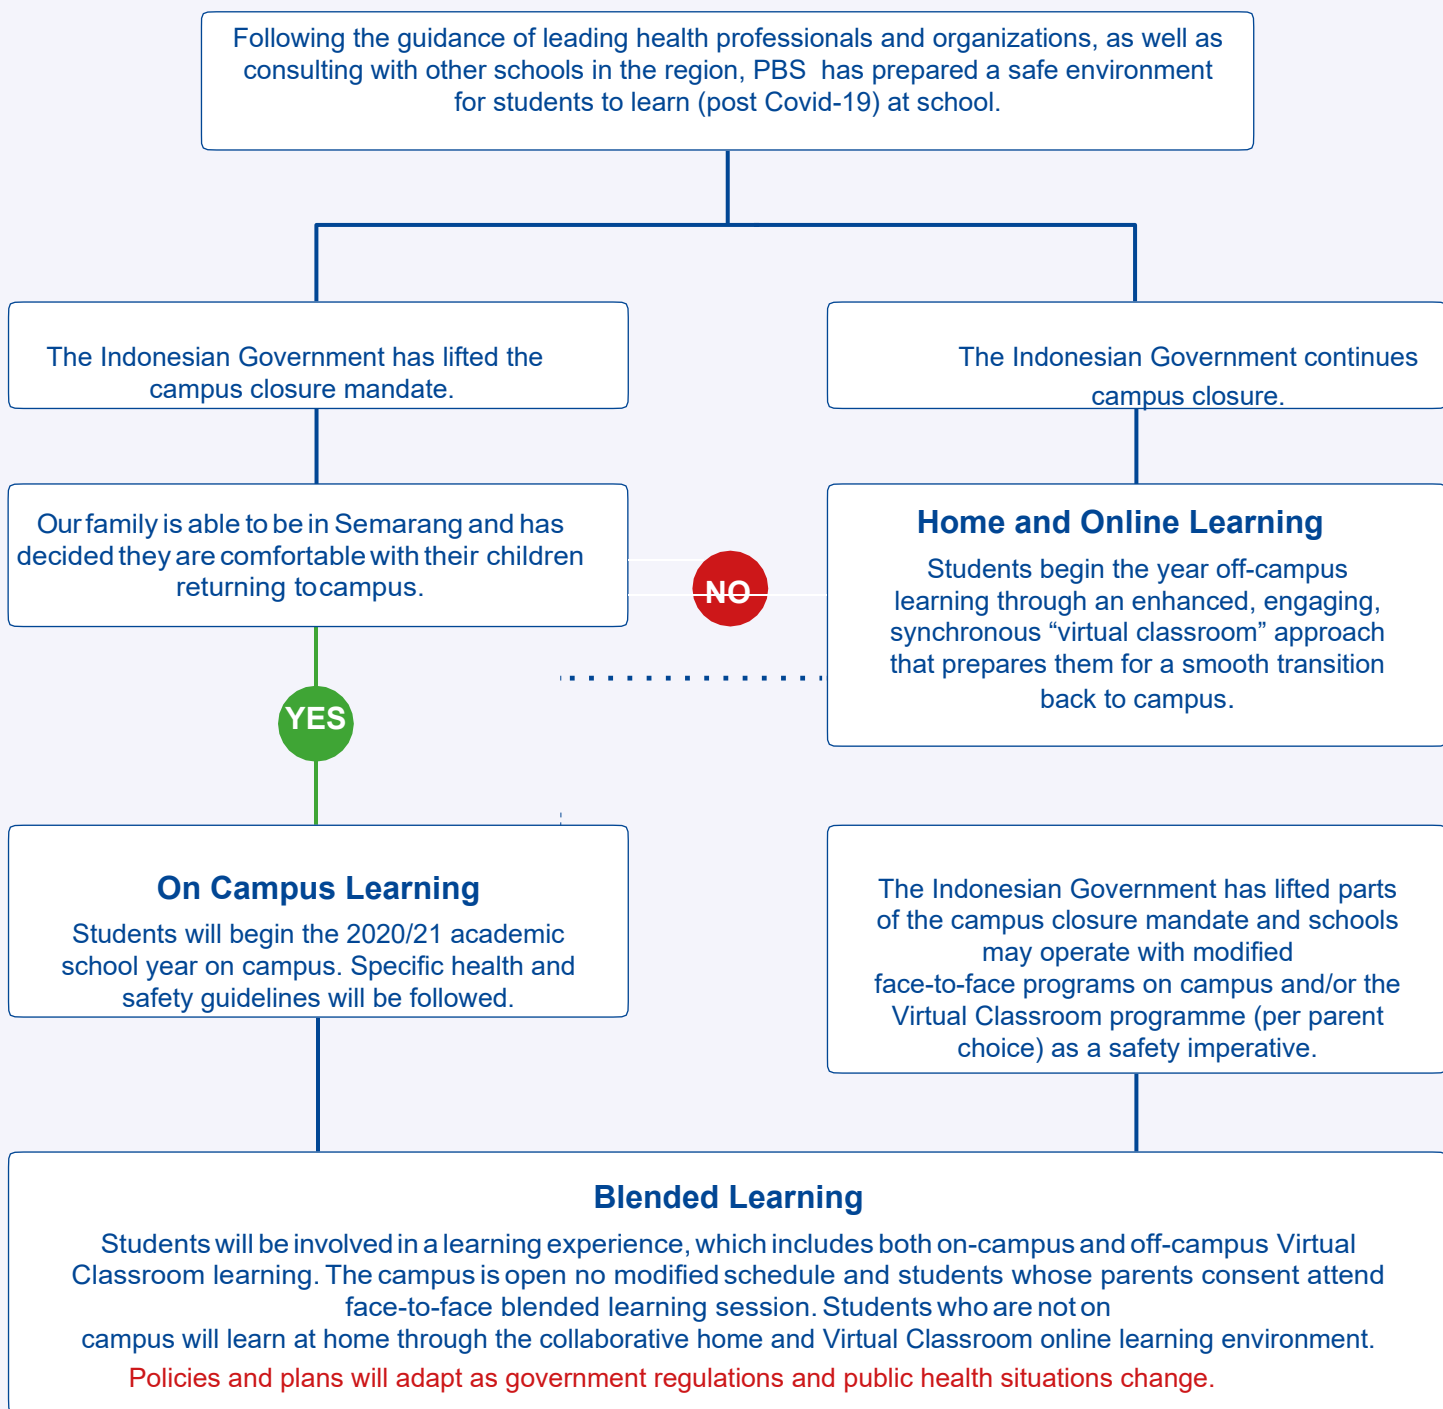 Following the guidance of leading health professionals and organizations, as well as
consulting with other schools in the region, PBS has prepared a safe environment
for students to learn (post Covid-19) at school.
The Indonesian Government has lifted the
campus closure mandate.
The Indonesian Government continues
campus closure.
Our family is able to be in Semarang and has
decided they are comfortable with their children
returning to campus.
NO
Home and Online Learning
Students begin the year off-campus
learning through an enhanced, engaging,
synchronous “virtual classroom” approach
that prepares them for a smooth transition
back to campus.
YES
On Campus Learning
Students will begin the 2020/21 academic
school year on campus. Specific health and
safety guidelines will be followed.
The Indonesian Government has lifted parts
of the campus closure mandate and schools
may operate with modified
face-to-face programs on campus and/or the
Virtual Classroom programme (per parent
choice) as a safety imperative.
Blended Learning
Students will be involved in a learning experience, which includes both on-campus and off-campus Virtual
Classroom learning. The campus is open no modified schedule and students whose parents consent attend
face-to-face blended learning session. Students who are not on
campus will learn at home through the collaborative home and Virtual Classroom online learning environment.
Policies and plans will adapt as government regulations and public health situations change.